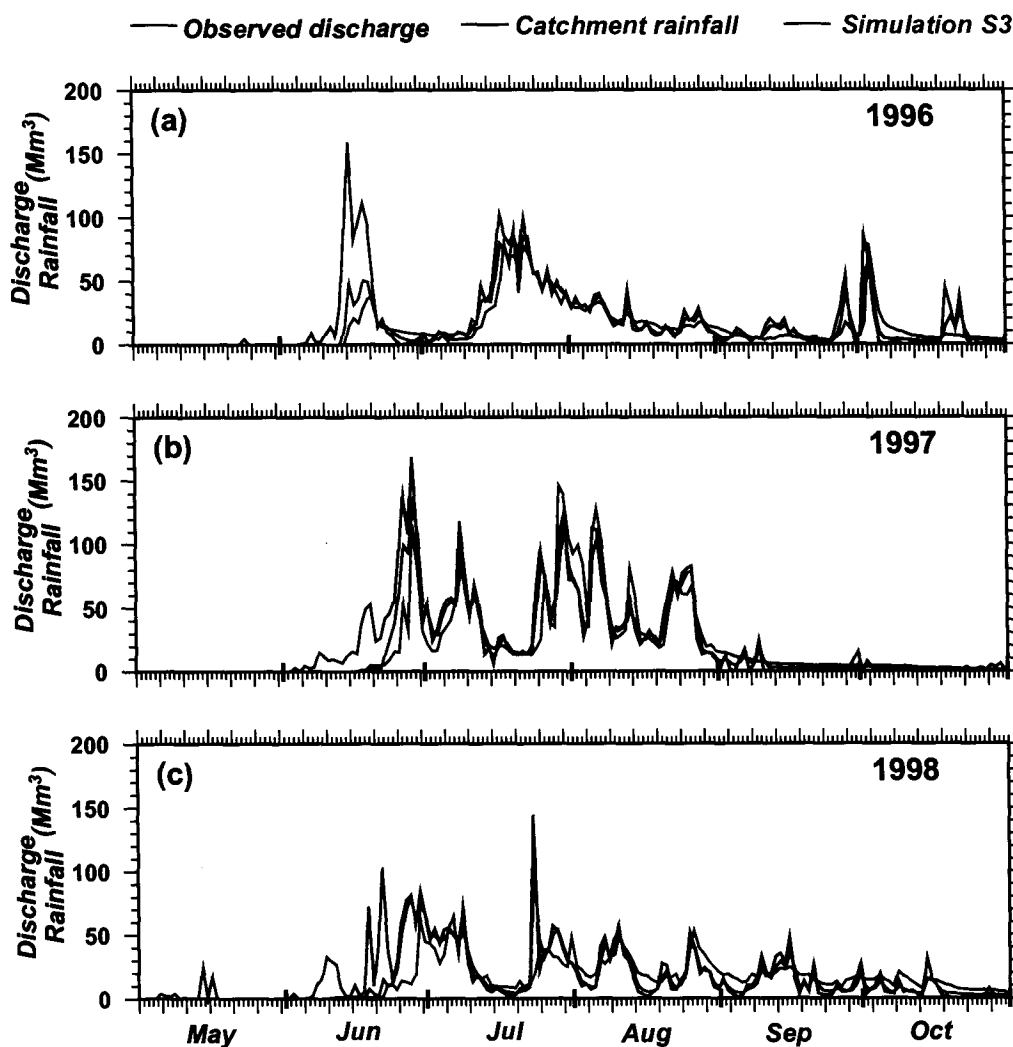 Observed discharge Catchment rainfall Simulation S3
(a) 1996
200
150
100
50
0
Discharge
Rainfall (Mm³)
(b) 1997
200
150
100
50
0
Discharge
Rainfall (Mm³)
(c) 1998
200
150
100
50
0
Discharge
Rainfall (Mm³)
May Jun Jul Aug Sep Oct